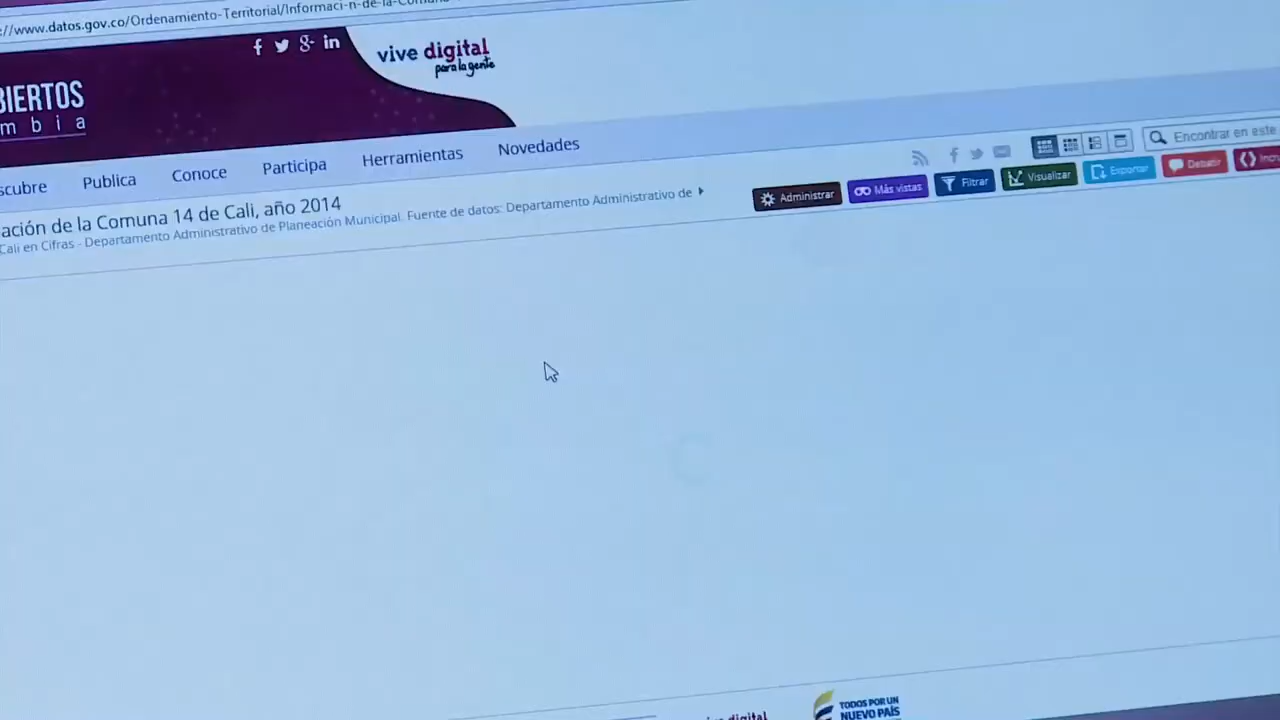 ://www.datos.gov.co/Ordenamiento-Territorial/Informaci-n-de-la-Comuna
vive digital
para la gente
BIERTOS
mbia
scubre Publica Conoce Participa Herramientas Novedades
Encontrar en este
ación de la Comuna 14 de Cali, año 2014
Cali en Cifras - Departamento Administrativo de Planeación Municipal. Fuente de datos: Departamento Administrativo de
Administrar Más vistas Filtrar Visualizar Exportar Debatir
vive digital
TODOS POR UN
NUEVO PAÍS